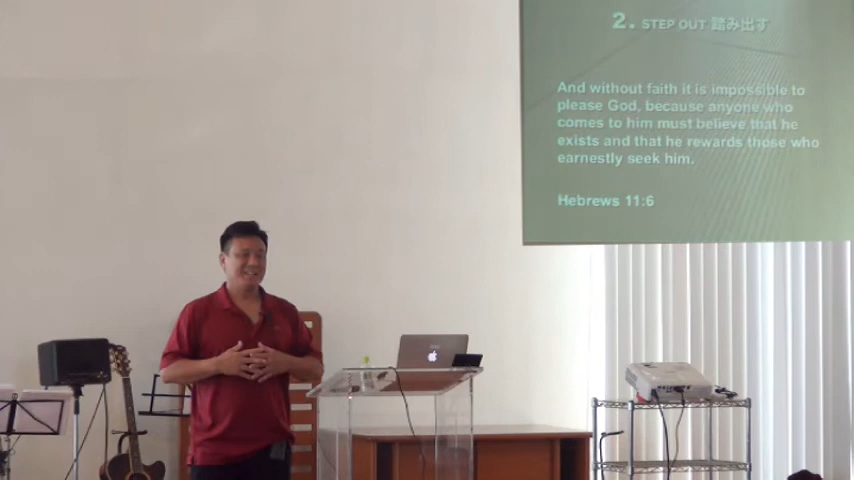 2. STEP OUT 踏み出す
And without faith it is impossible to
please God, because anyone who
comes to him must believe that he
exists and that he rewards those who
earnestly seek him.
Hebrews 11:6